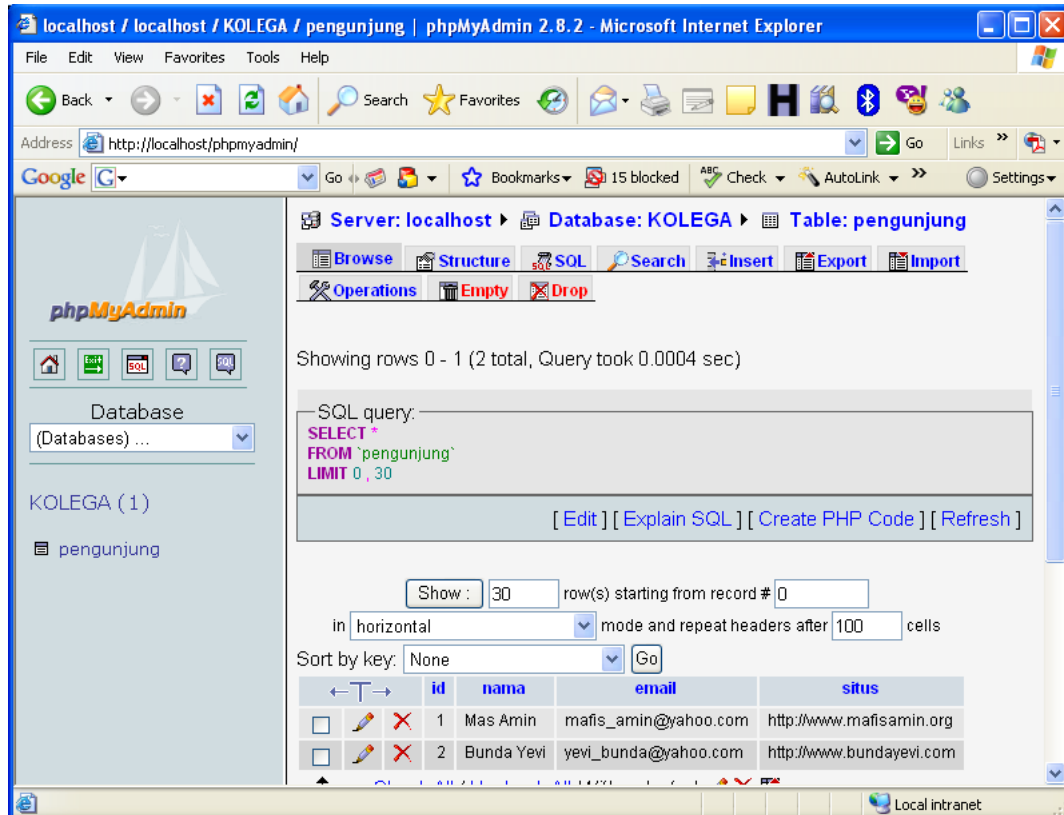 localhost / localhost / KOLEGA / pengunjung | phpMyAdmin 2.8.2 - Microsoft Internet Explorer
File Edit View Favorites Tools Help
Back Search Favorites
Address http://localhost/phpmyadmin/ Go Links »
Google G Go Bookmarks 15 blocked ABC Check AutoLink » Settings
phpMyAdmin
Exit SQL ? SQL
Database
(Databases) ...
KOLEGA (1)
pengunjung
Server: localhost Database: KOLEGA Table: pengunjung
Browse Structure SQL Search Insert Export Import
Operations Empty Drop
Showing rows 0 - 1 (2 total, Query took 0.0004 sec)
SQL query:
SELECT *
FROM `pengunjung`
LIMIT 0 , 30
[ Edit ] [ Explain SQL ] [ Create PHP Code ] [ Refresh ]
Show : 30 row(s) starting from record # 0
in horizontal mode and repeat headers after 100 cells
Sort by key: None Go
←T→ id nama email situs
1 Mas Amin mafis_amin@yahoo.com http://www.mafisamin.org
2 Bunda Yevi yevi_bunda@yahoo.com http://www.bundayevi.com
Local intranet